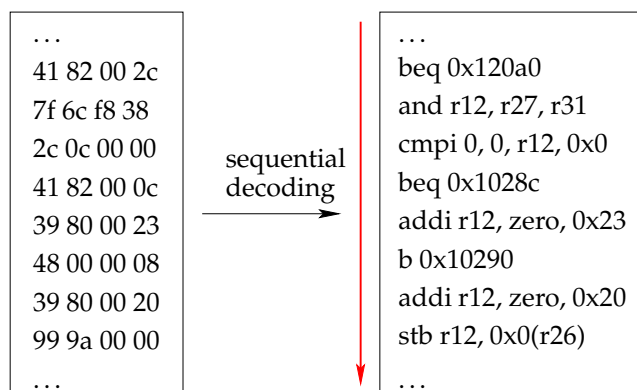 ...
41 82 00 2c
7f 6c f8 38
2c 0c 00 00
41 82 00 0c
39 80 00 23
48 00 00 08
39 80 00 20
99 9a 00 00
...
sequential
decoding
...
beq 0x120a0
and r12, r27, r31
cmpi 0, 0, r12, 0x0
beq 0x1028c
addi r12, zero, 0x23
b 0x10290
addi r12, zero, 0x20
stb r12, 0x0(r26)
...